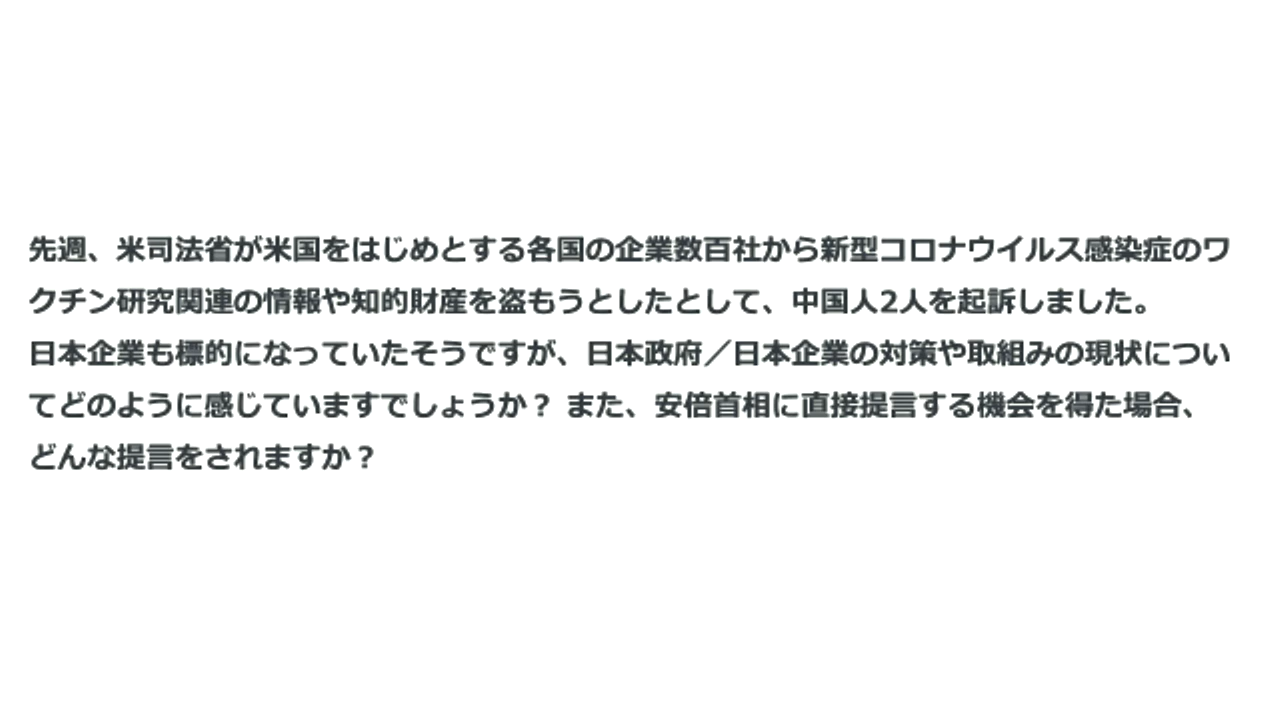 先週、米司法省が米国をはじめとする各国の企業数百社から新型コロナウイルス感染症のワ
クチン研究関連の情報や知的財産を盗もうとしたとして、中国人2人を起訴しました。
日本企業も標的になっていたそうですが、日本政府／日本企業の対策や取組みの現状につい
てどのように感じていますでしょうか？ また、安倍首相に直接提言する機会を得た場合、
どんな提言をされますか？